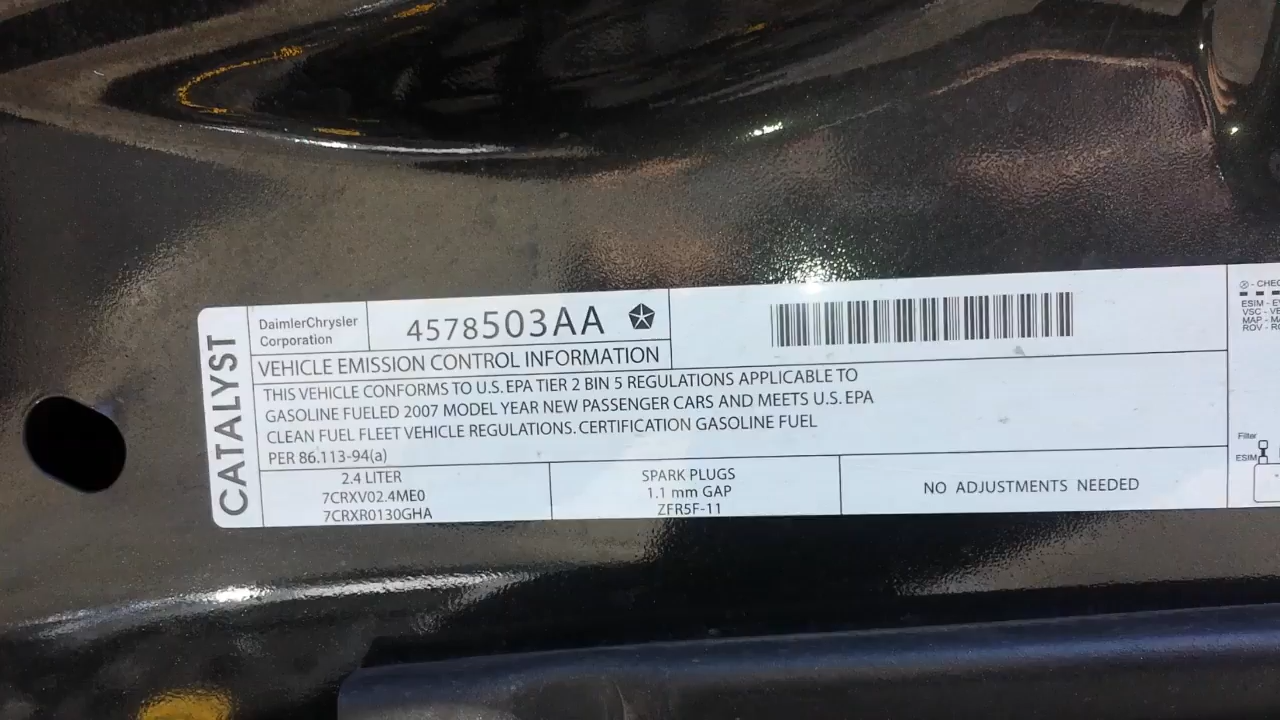 CATALYST
DaimlerChrysler
Corporation
4578503AA
VEHICLE EMISSION CONTROL INFORMATION
THIS VEHICLE CONFORMS TO U.S. EPA TIER 2 BIN 5 REGULATIONS APPLICABLE TO
GASOLINE FUELED 2007 MODEL YEAR NEW PASSENGER CARS AND MEETS U.S. EPA
CLEAN FUEL FLEET VEHICLE REGULATIONS. CERTIFICATION GASOLINE FUEL
PER 86.113-94(a)
2.4 LITER
7CRXV02.4ME0
7CRXR0130GHA
SPARK PLUGS
1.1 mm GAP
ZFR5F-11
NO ADJUSTMENTS NEEDED
ESIM -
VSC -
MAP -
ROV -
Filter
ESIM